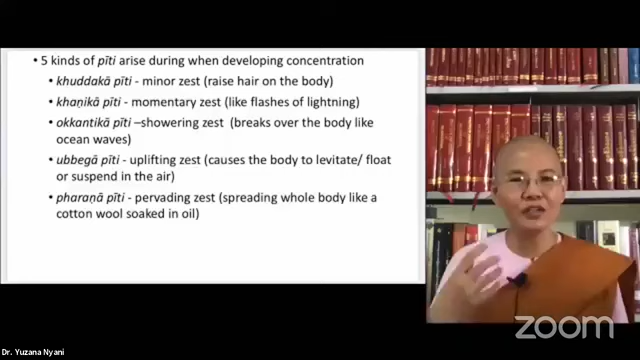 • 5 kinds of pīti arise during when developing concentration
• khuddakā pīti - minor zest (raise hair on the body)
• khaṇikā pīti - momentary zest (like flashes of lightning)
• okkantikā pīti –showering zest (breaks over the body like
ocean waves)
• ubbegā pīti - uplifting zest (causes the body to levitate/ float
or suspend in the air)
• pharaṇā pīti - pervading zest (spreading whole body like a
cotton wool soaked in oil)
zoom
Dr. Yuzana Nyani